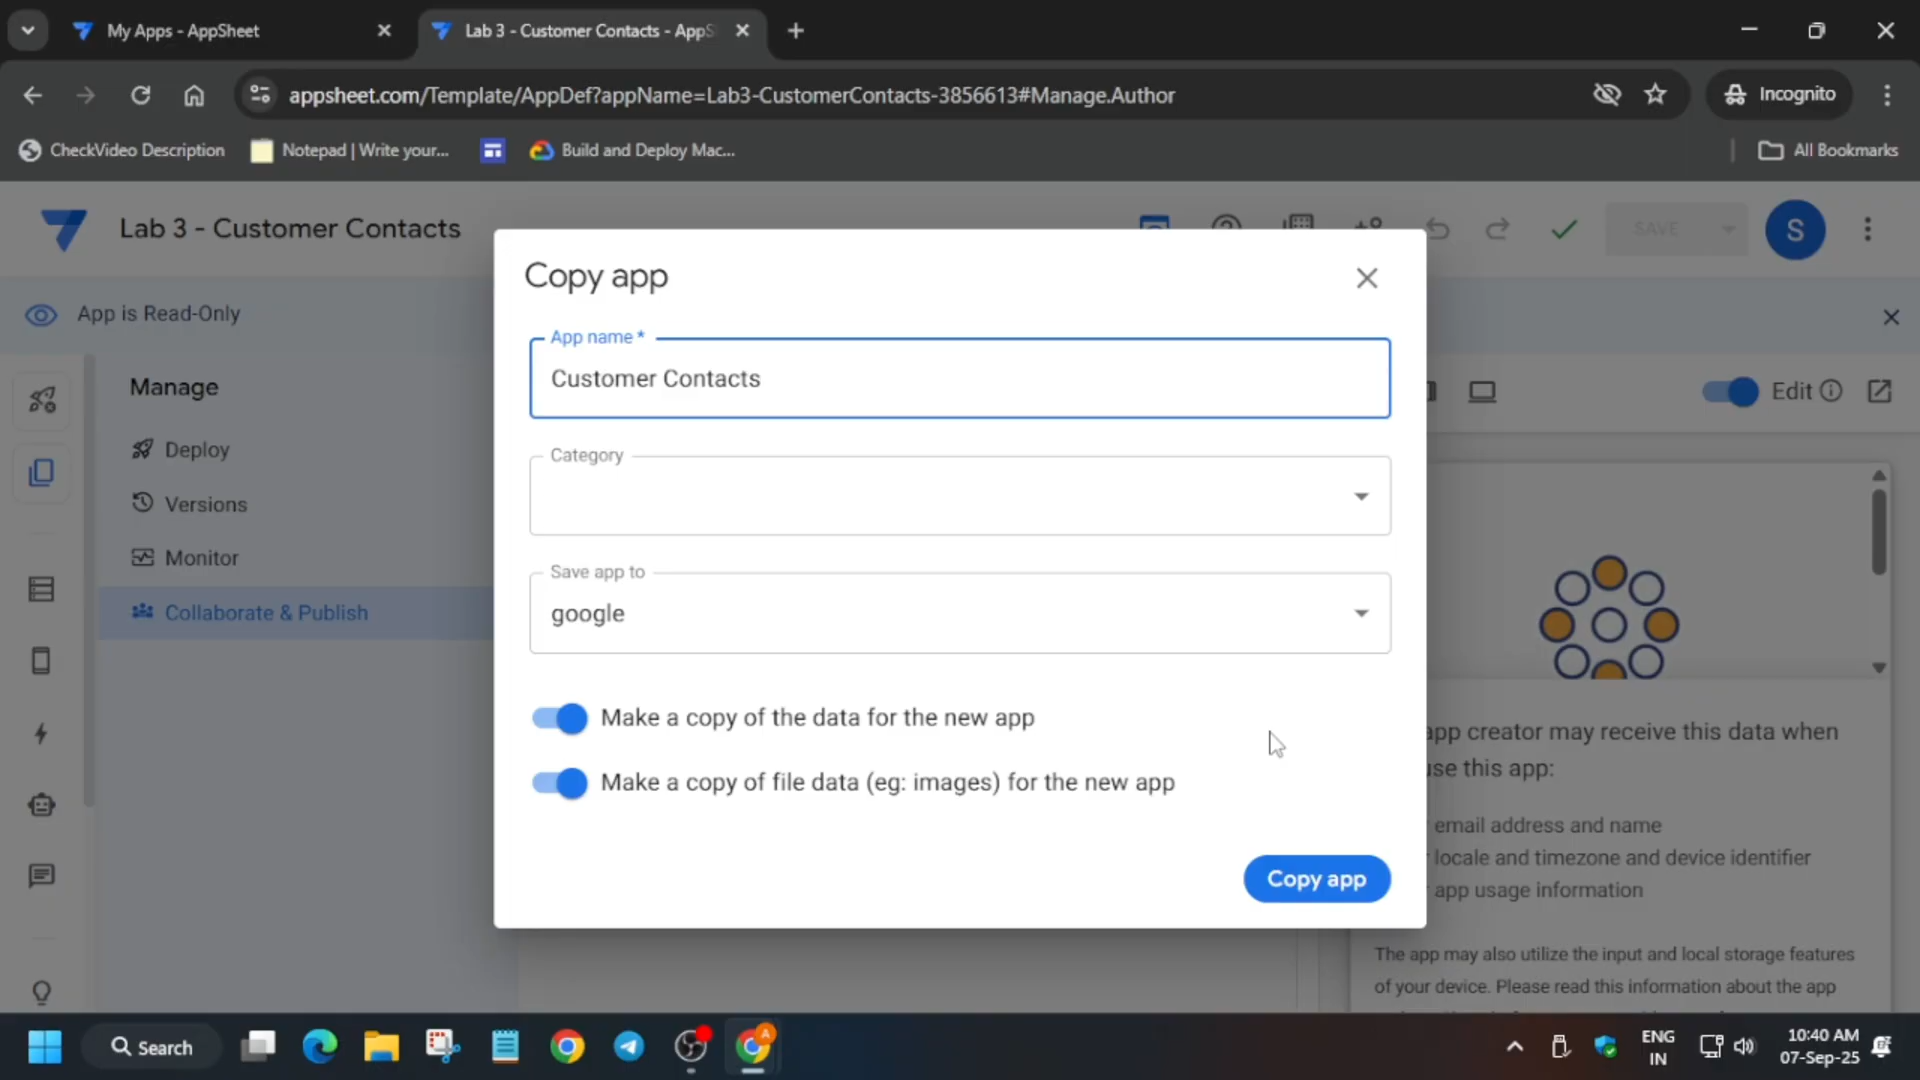 My Apps - AppSheet
Lab 3 - Customer Contacts - AppS
appsheet.com/Template/AppDef?appName=Lab3-CustomerContacts-3856613#Manage.Author
Incognito
CheckVideo Description
Notepad | Write your...
Build and Deploy Mac...
All Bookmarks
Lab 3 - Customer Contacts
SAVE
S
App is Read-Only
Manage
Deploy
Versions
Monitor
Collaborate & Publish
Copy app
App name *
Customer Contacts
Category
Save app to
google
Make a copy of the data for the new app
Make a copy of file data (eg: images) for the new app
Copy app
Edit
app creator may receive this data when
use this app:
email address and name
locale and timezone and device identifier
app usage information
The app may also utilize the input and local storage features
of your device. Please read this information about the app
Search
A
ENG
IN
10:40 AM
07-Sep-25